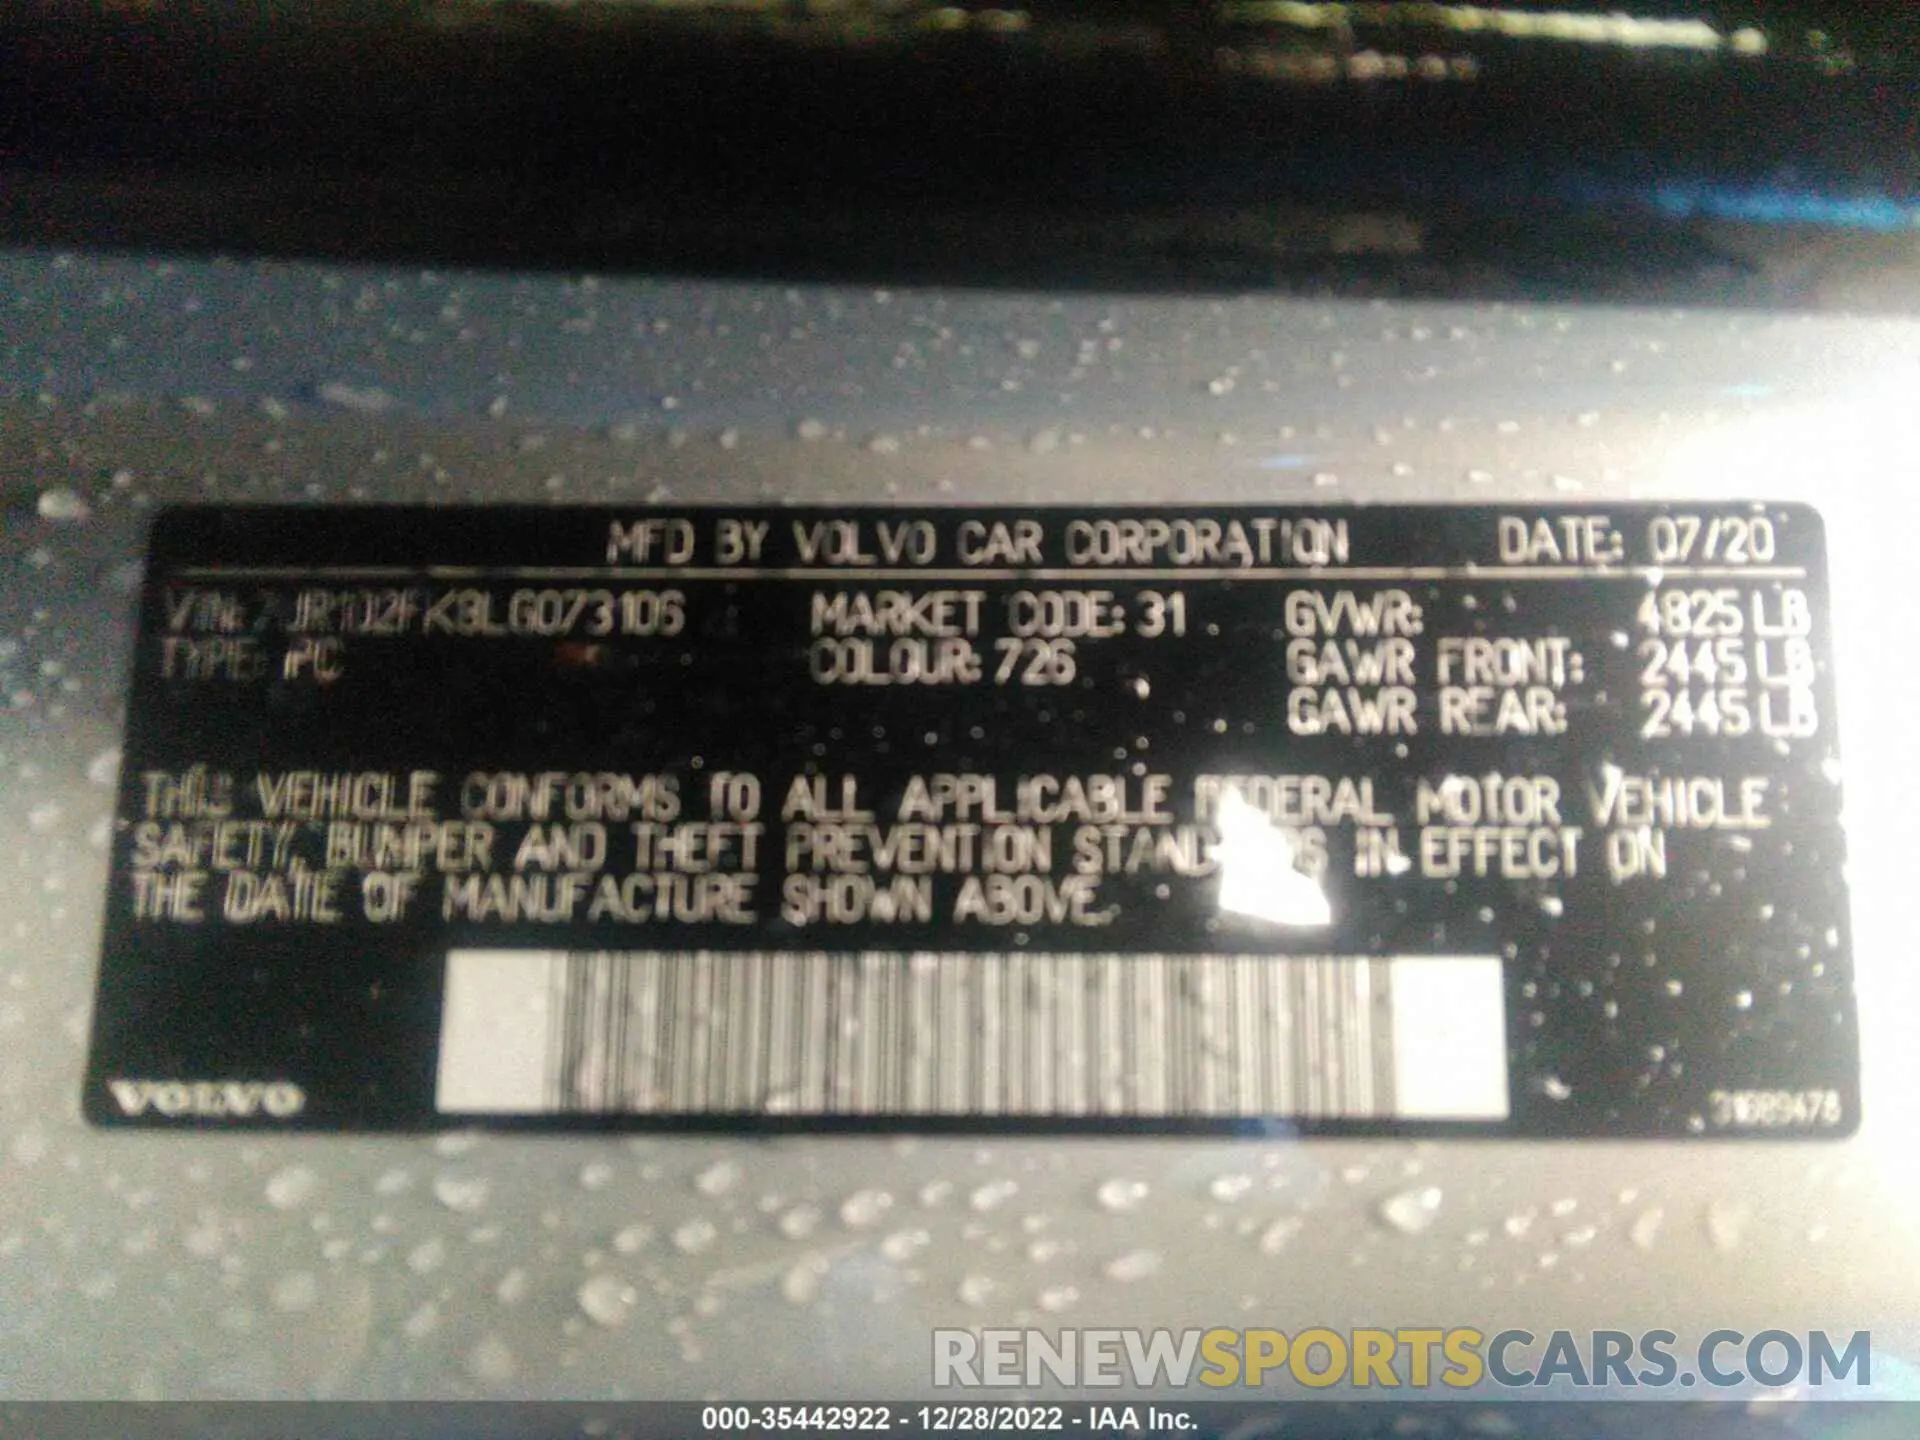 MFD BY VOLVO CAR CORPORATION DATE: 07/20
VIN: 7JR102FK8LG073106 MARKET CODE: 31 GVWR: 4825 LB
TYPE: PC COLOUR: 726 GAWR FRONT: 2445 LB
GAWR REAR: 2445 LB
THIS VEHICLE CONFORMS TO ALL APPLICABLE FEDERAL MOTOR VEHICLE
SAFETY, BUMPER AND THEFT PREVENTION STANDARDS IN EFFECT ON
THE DATE OF MANUFACTURE SHOWN ABOVE.
VOLVO 31689478
RENEWSPORTSCARS.COM
000-35442922 - 12/28/2022 - IAA Inc.